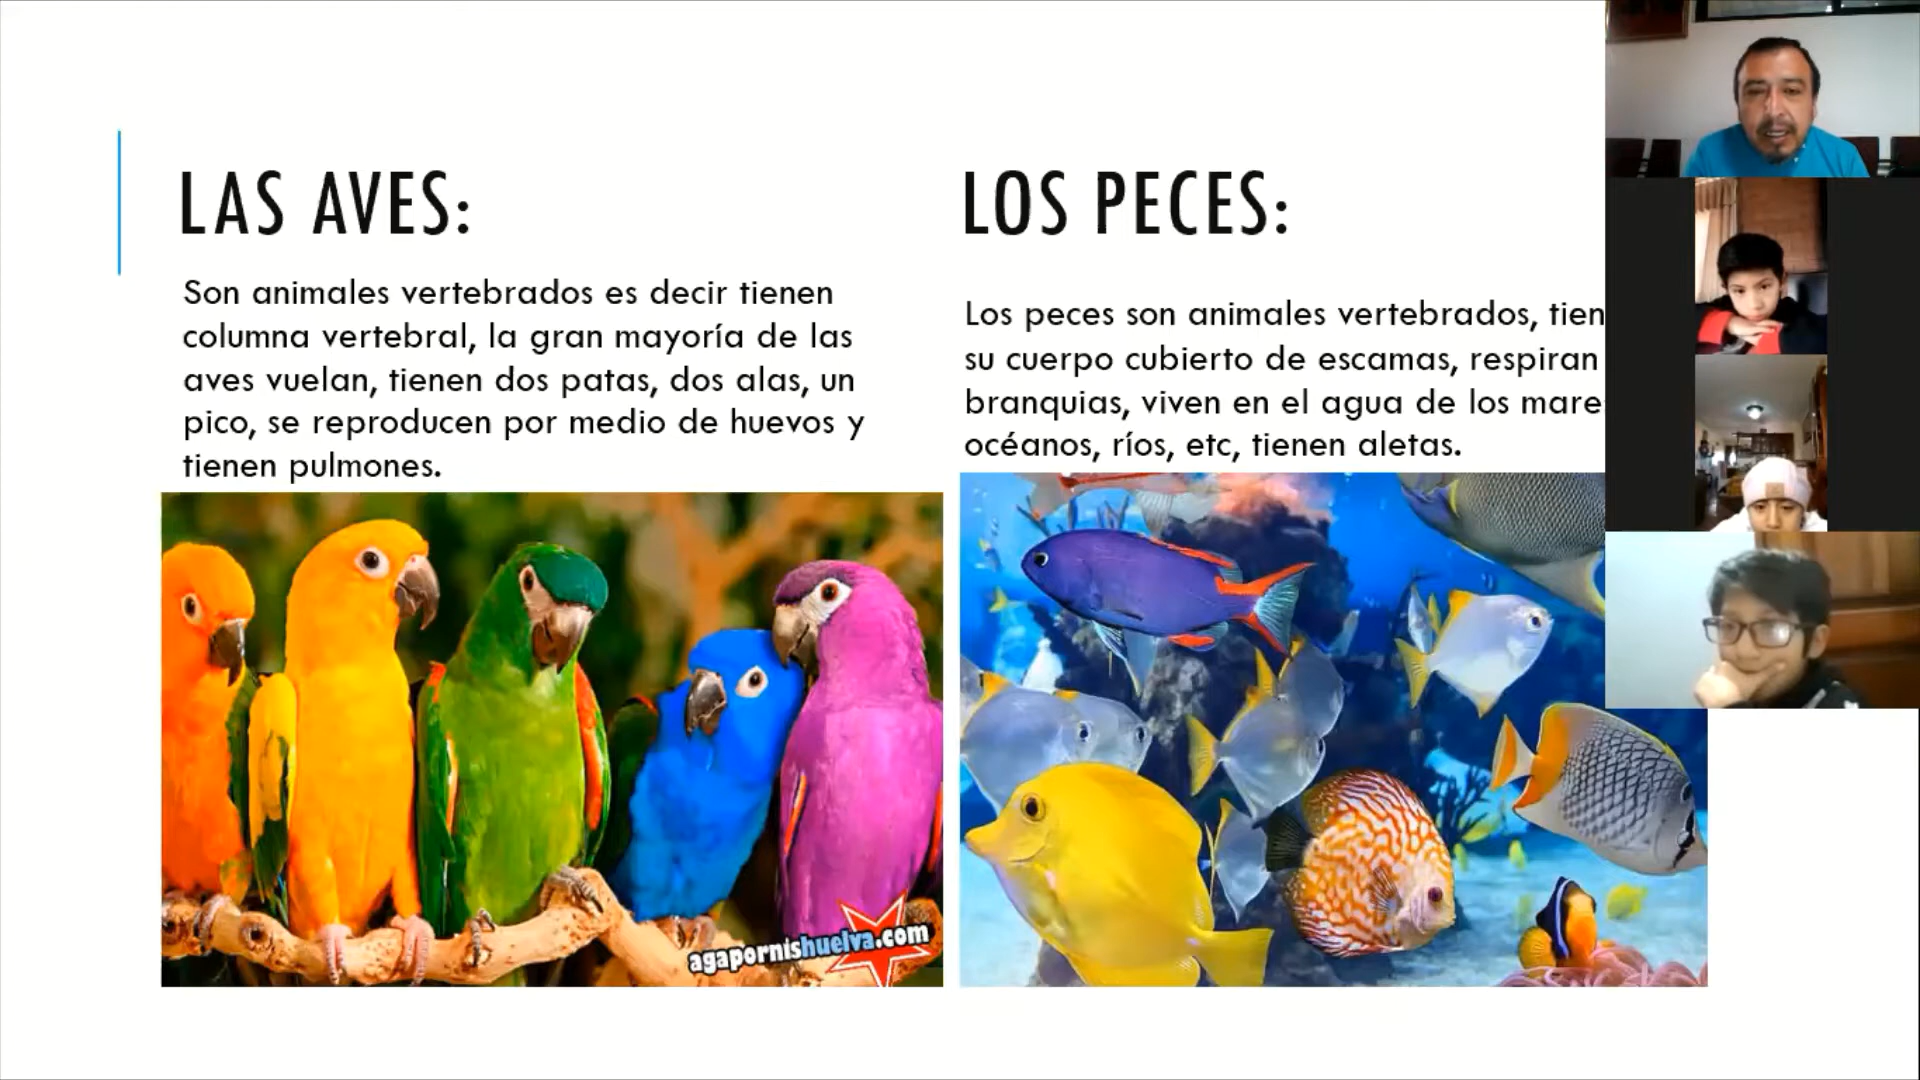 LAS AVES:
Son animales vertebrados es decir tienen
columna vertebral, la gran mayoría de las
aves vuelan, tienen dos patas, dos alas, un
pico, se reproducen por medio de huevos y
tienen pulmones.
agapornishuelva.com
LOS PECES:
Los peces son animales vertebrados, tien
su cuerpo cubierto de escamas, respiran
branquias, viven en el agua de los mare
océanos, ríos, etc, tienen aletas.